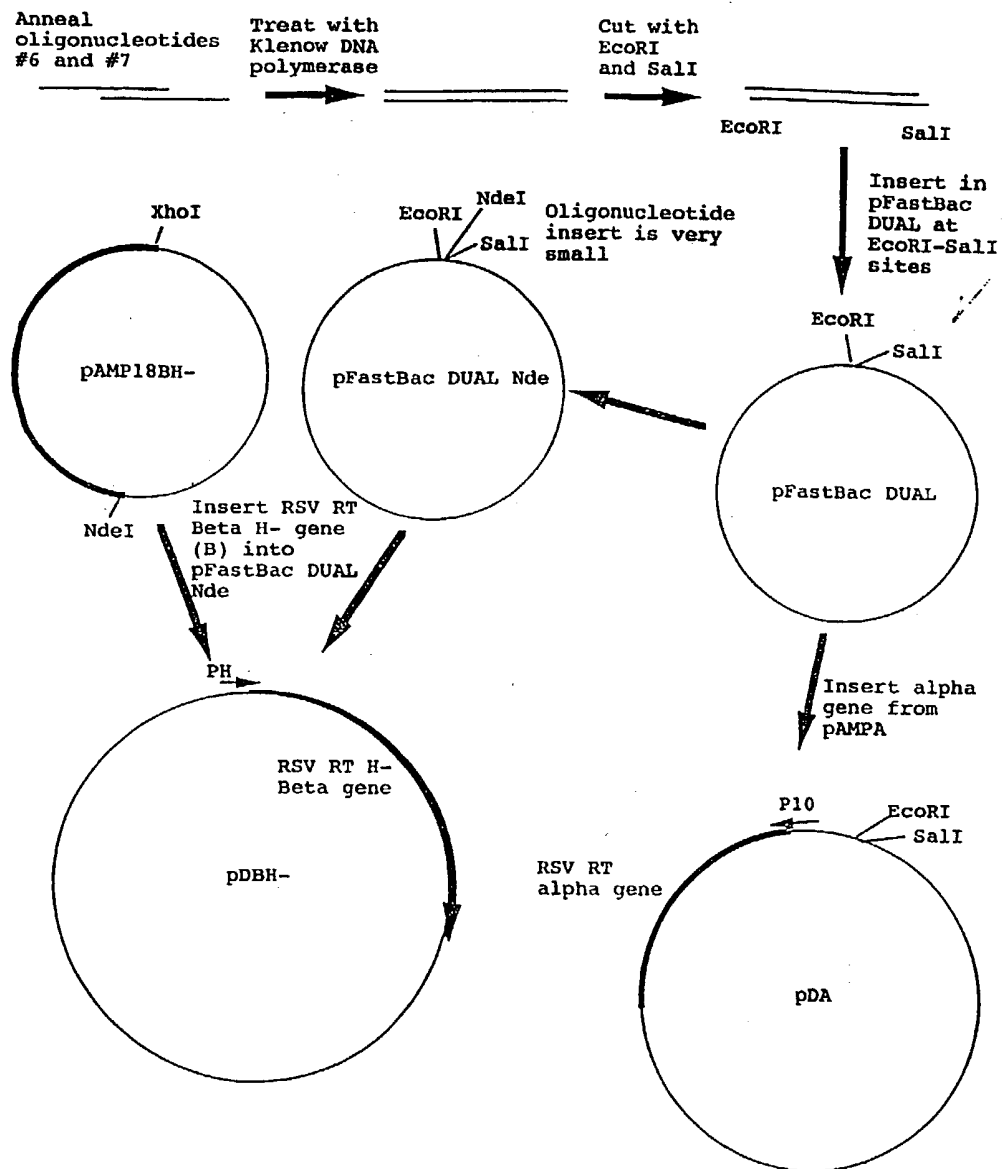 Anneal
oligonucleotides
#6 and #7
Treat with
Klenow DNA
polymerase
Cut with
EcoRI
and SalI
EcoRI
SalI
Insert in
pFastBac
DUAL at
EcoRI-SalI
sites
XhoI
pAMP18BH-
NdeI
EcoRI
NdeI
SalI
Oligonucleotide
insert is very
small
pFastBac DUAL Nde
EcoRI
SalI
pFastBac DUAL
Insert RSV RT
Beta H- gene
(B) into
pFastBac DUAL
Nde
PH
RSV RT H-
Beta gene
pDBH-
Insert alpha
gene from
pAMPA
P10
EcoRI
SalI
RSV RT
alpha gene
pDA